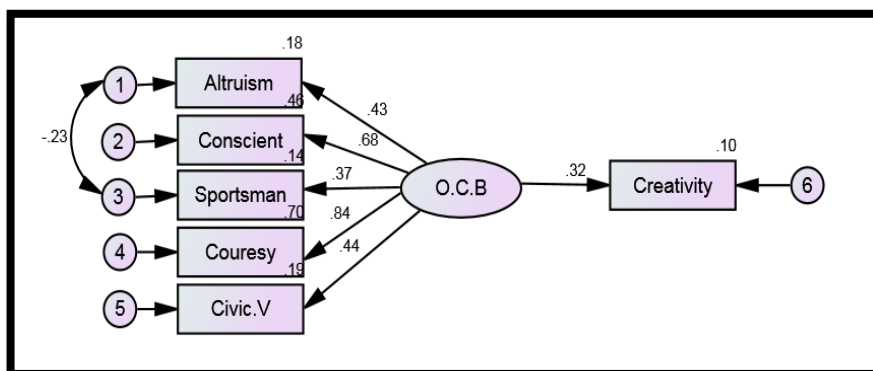 .18
1
Altruism
.46
.43
-.23
2
Conscient
.68
.14
.10
3
Sportsman
.37
O.C.B
.32
Creativity
6
.70
.84
4
Couresy
.19
.44
5
Civic.V